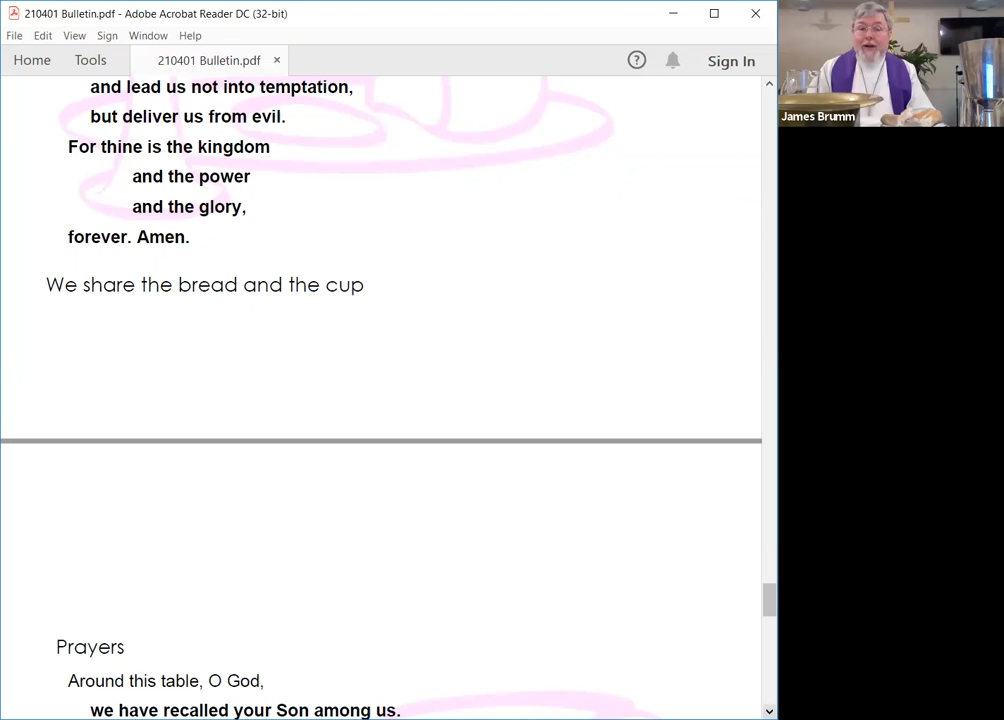 210401 Bulletin.pdf - Adobe Acrobat Reader DC (32-bit)
File Edit View Sign Window Help
Home Tools 210401 Bulletin.pdf × Sign In
and lead us not into temptation,
but deliver us from evil.
For thine is the kingdom
and the power
and the glory,
forever. Amen.
We share the bread and the cup
Prayers
Around this table, O God,
we have recalled your Son among us.
James Brumm